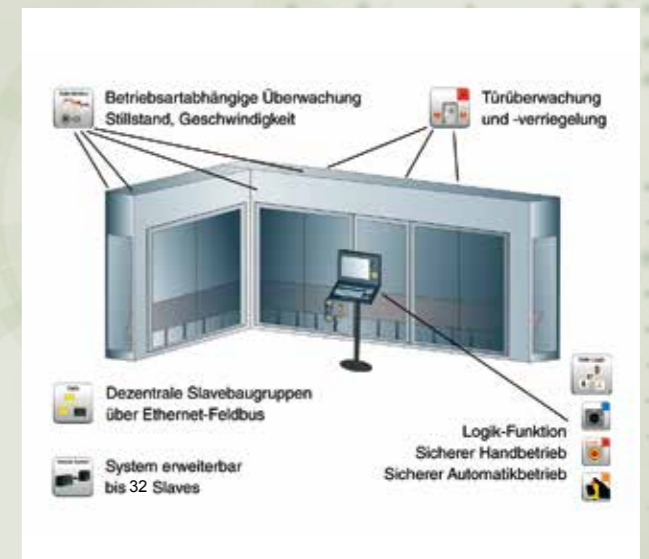 Betriebsartabhängige Überwachung
Stillstand, Geschwindigkeit
Türüberwachung
und -verriegelung
Dezentrale Slavebaugruppen
über Ethernet-Feldbus
System erweiterbar
bis 32 Slaves
Logik-Funktion
Sicherer Handbetrieb
Sicherer Automatikbetrieb